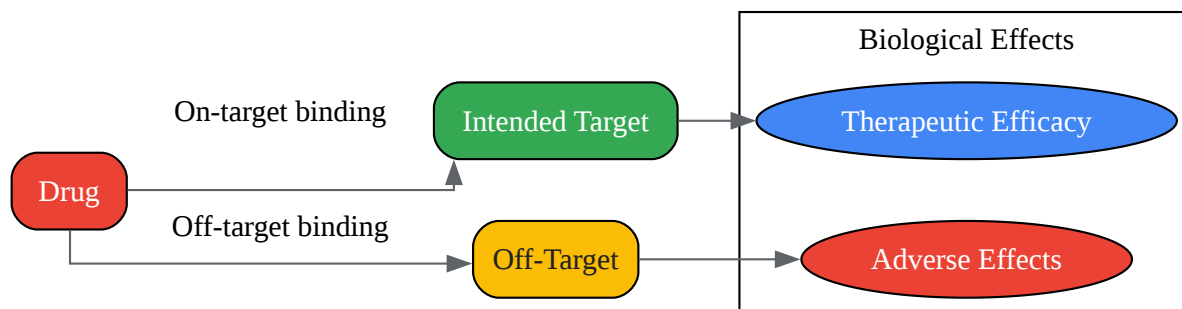 Biological Effects
On-target binding
Intended Target
Therapeutic Efficacy
Drug
Off-target binding
Off-Target
Adverse Effects